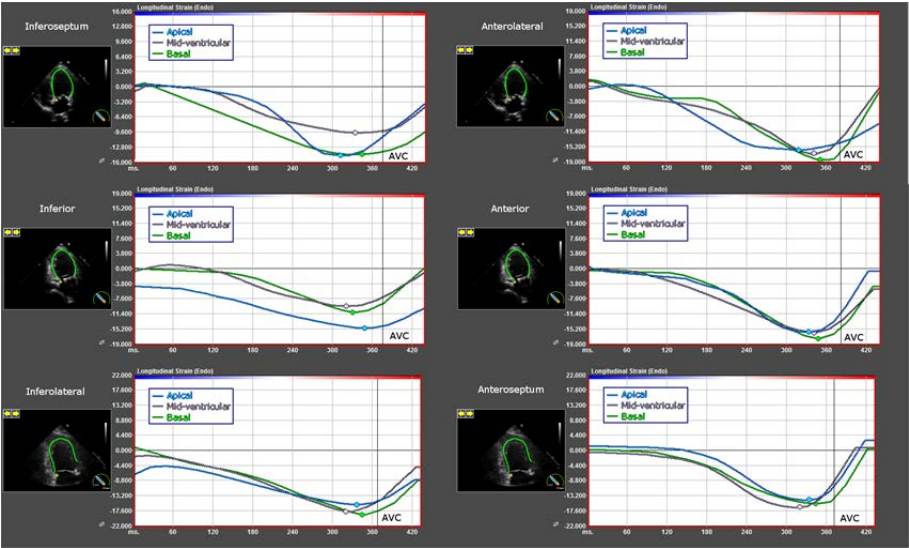 Inferoseptum
Longitudinal Strain (Endo)
16.000
12.800
9.600
6.400
3.200
0.000
-3.200
-6.400
-9.600
-12.800
-16.000
Apical
Mid-ventricular
Basal
AVC
ms. 60 120 180 240 300 360 420
Anterolateral
Longitudinal Strain (Endo)
19.000
15.200
11.400
7.600
3.800
0.000
-3.800
-7.600
-11.400
-15.200
-19.000
Apical
Mid-ventricular
Basal
AVC
ms. 60 120 180 240 300 360 420
Inferior
Longitudinal Strain (Endo)
19.000
15.200
11.400
7.600
3.800
0.000
-3.800
-7.600
-11.400
-15.200
-19.000
Apical
Mid-ventricular
Basal
AVC
ms. 60 120 180 240 300 360 420
Anterior
Longitudinal Strain (Endo)
19.000
15.200
11.400
7.600
3.800
0.000
-3.800
-7.600
-11.400
-15.200
-19.000
Apical
Mid-ventricular
Basal
AVC
ms. 60 120 180 240 300 360 420
Inferolateral
Longitudinal Strain (Endo)
22.000
17.600
13.200
8.800
4.400
0.000
-4.400
-8.800
-13.200
-17.600
-22.000
Apical
Mid-ventricular
Basal
AVC
ms. 60 120 180 240 300 360 420
Anteroseptum
Longitudinal Strain (Endo)
22.000
17.600
13.200
8.800
4.400
0.000
-4.400
-8.800
-13.200
-17.600
-22.000
Apical
Mid-ventricular
Basal
AVC
ms. 60 120 180 240 300 360 420